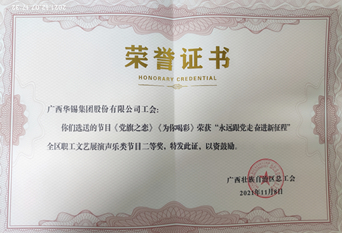 荣誉证书
HONORARY CREDENTIAL
广西华锡集团股份有限公司工会:
你们选送的节目《党旗之恋》《为你喝彩》荣获“永远跟党走奋进新征程”
全区职工文艺展演声乐类节目二等奖,特发此证,以资鼓励。
广西壮族自治区总工会
2021年11月8日